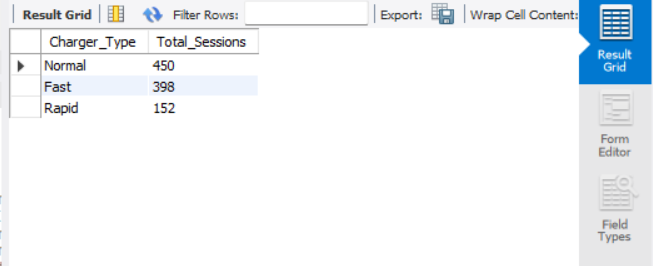 Result Grid Filter Rows: Export: Wrap Cell Content:
Charger_Type Total_Sessions
Normal 450
Fast 398
Rapid 152
Result
Grid
Form
Editor
Field
Types